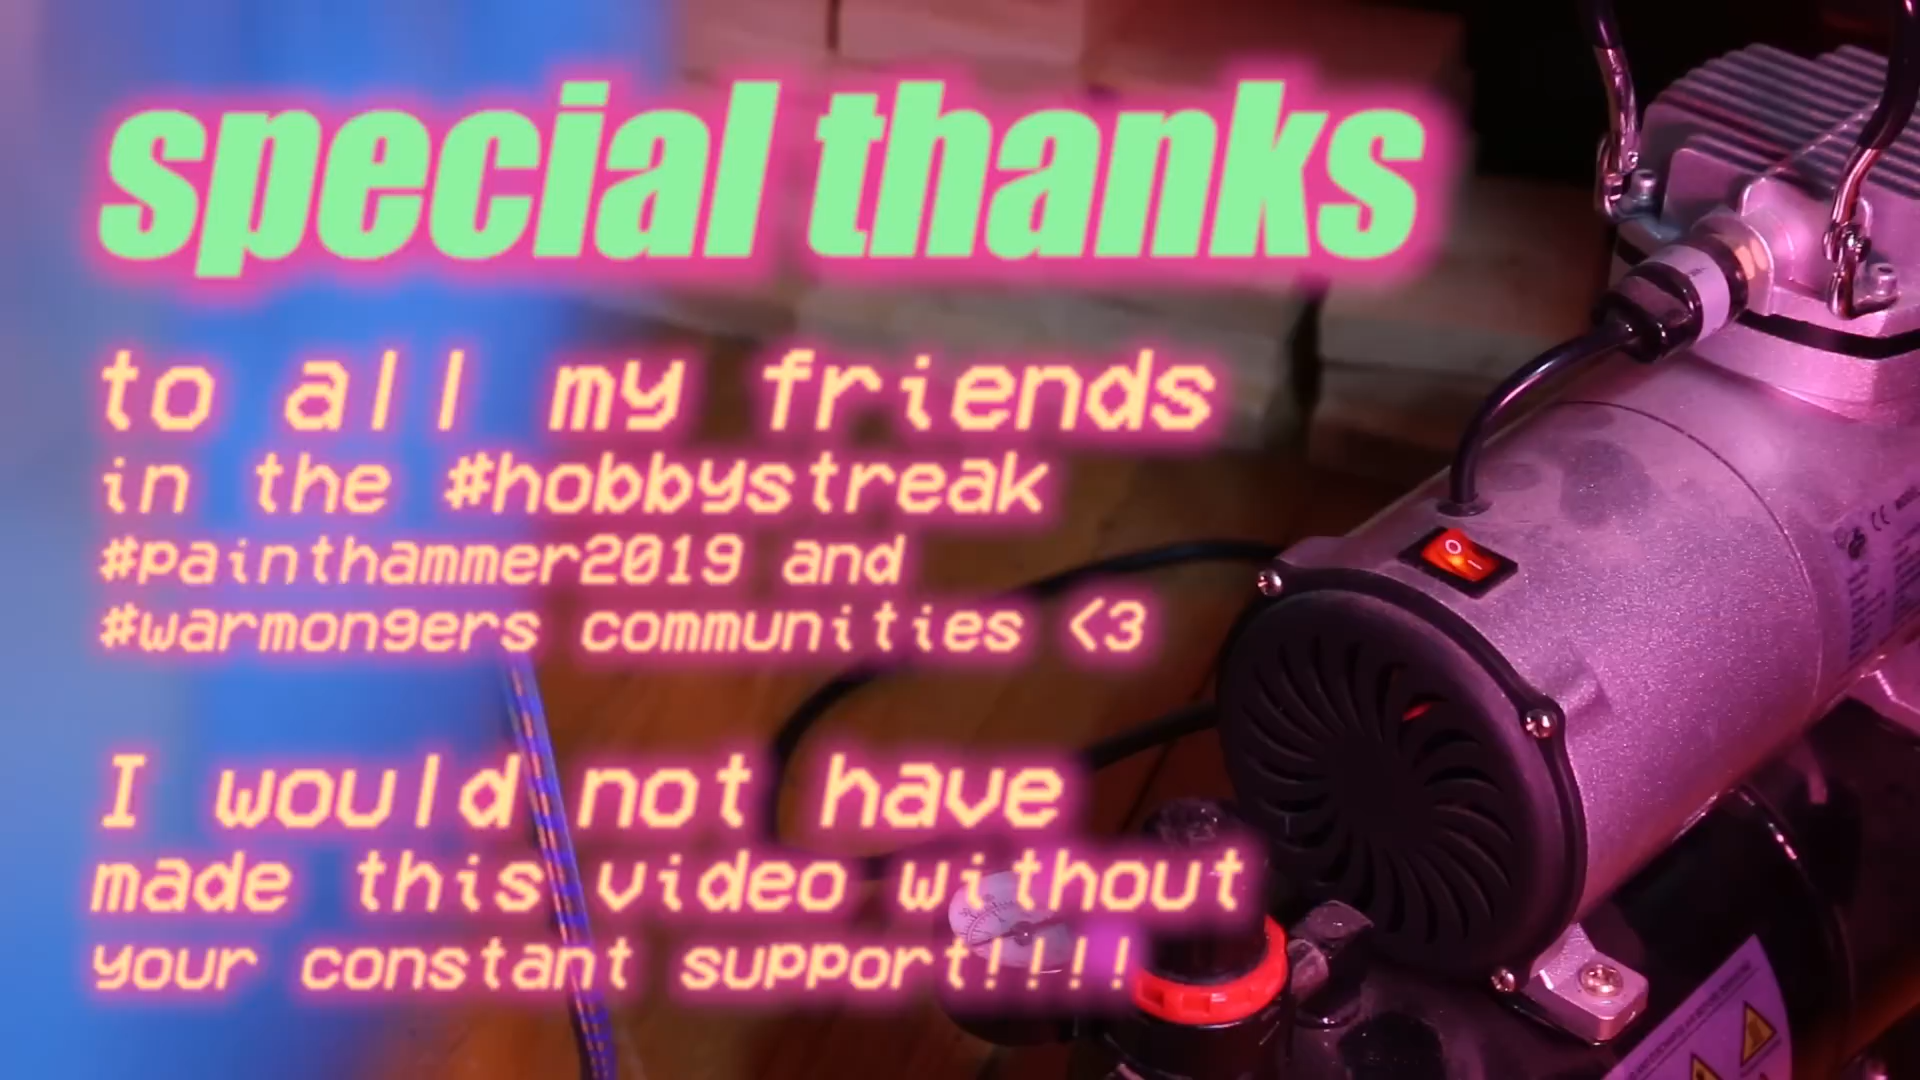 special thanks
to all my friends
in the #hobbystreak
#painthammer2019 and
#warmongers communities <3
I would not have
made this video without
your constant support!!!!